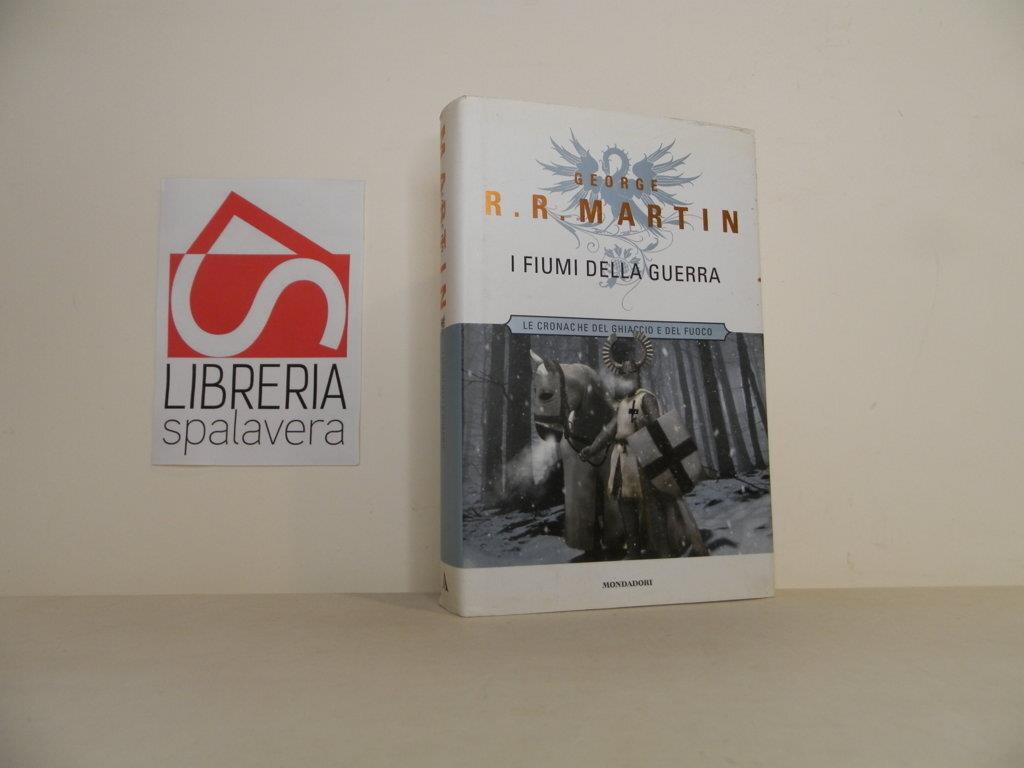 LIBRERIA
spalavera
GEORGE
R.R. MARTIN
I FIUMI DELLA GUERRA
LE CRONACHE DEL GHIACCIO E DEL FUOCO
MONDADORI